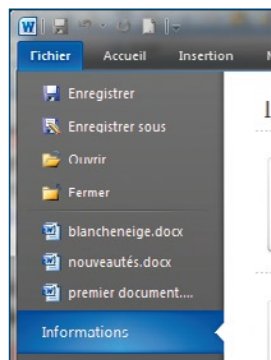 Fichier Accueil Insertion
Enregistrer
Enregistrer sous
Ouvrir
Fermer
blancheneige.docx
nouveautés.docx
premier document....
Informations